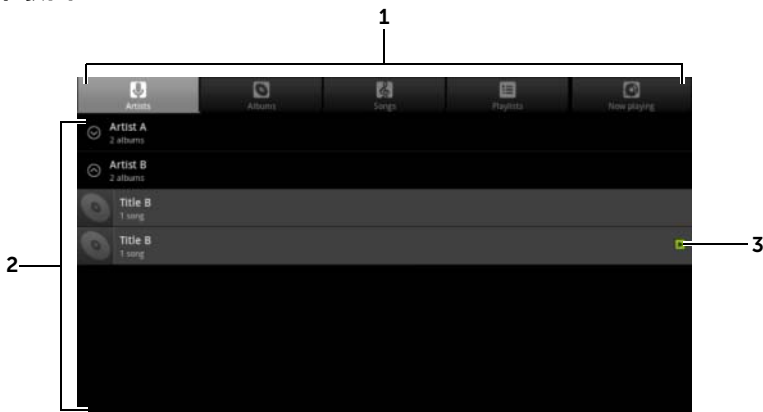 1
Artists Albums Songs Playlists Now playing
Artist A
2 albums
Artist B
2 albums
Title B
1 song
Title B
1 song
2
3